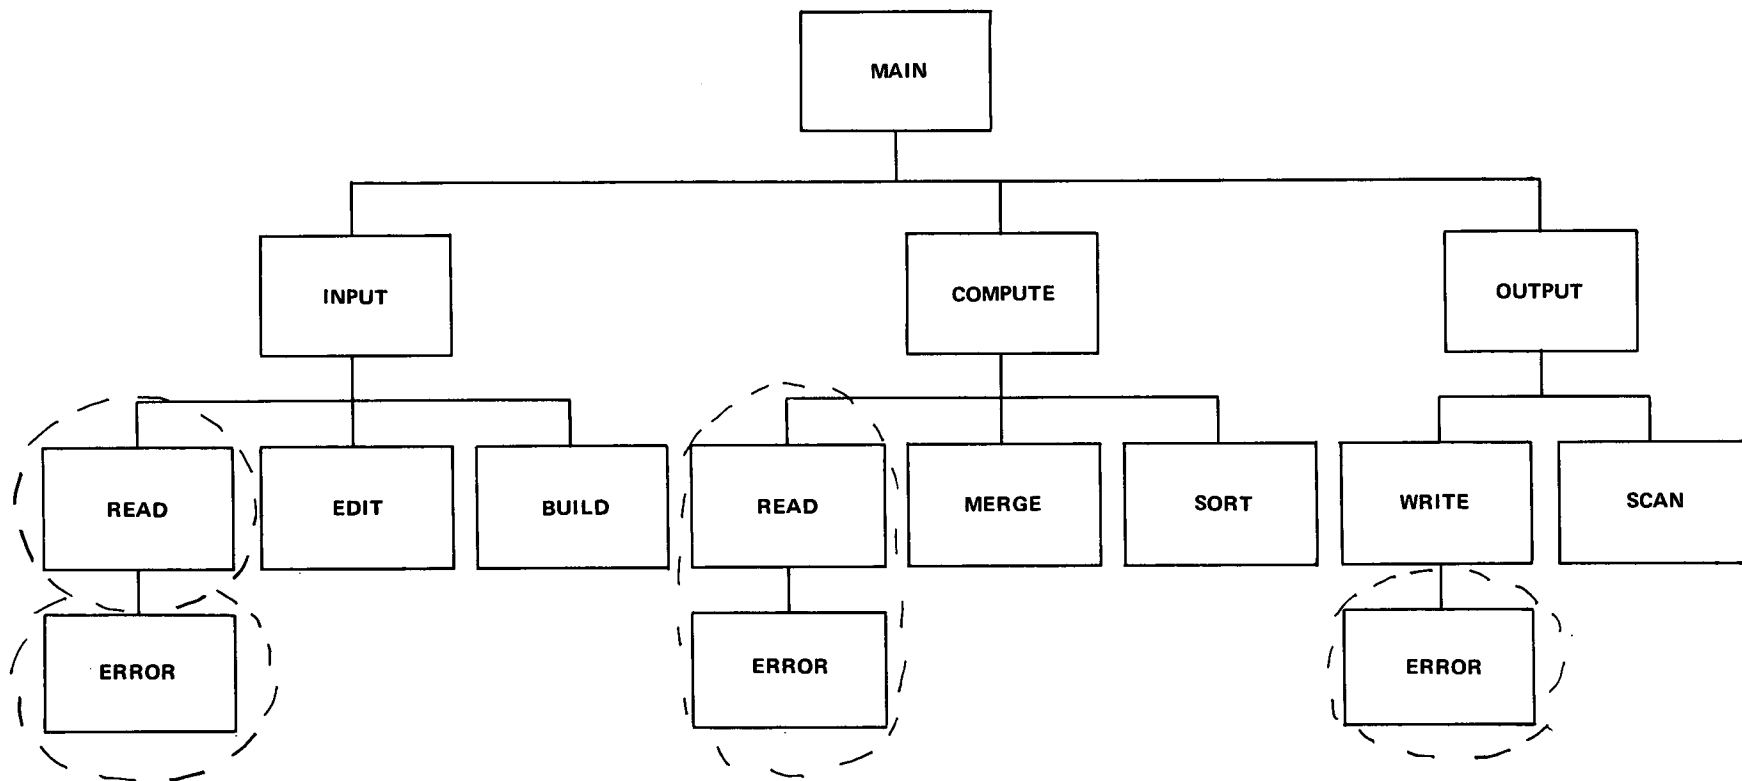 MAIN
INPUT
COMPUTE
OUTPUT
READ
EDIT
BUILD
READ
MERGE
SORT
WRITE
SCAN
ERROR
ERROR
ERROR